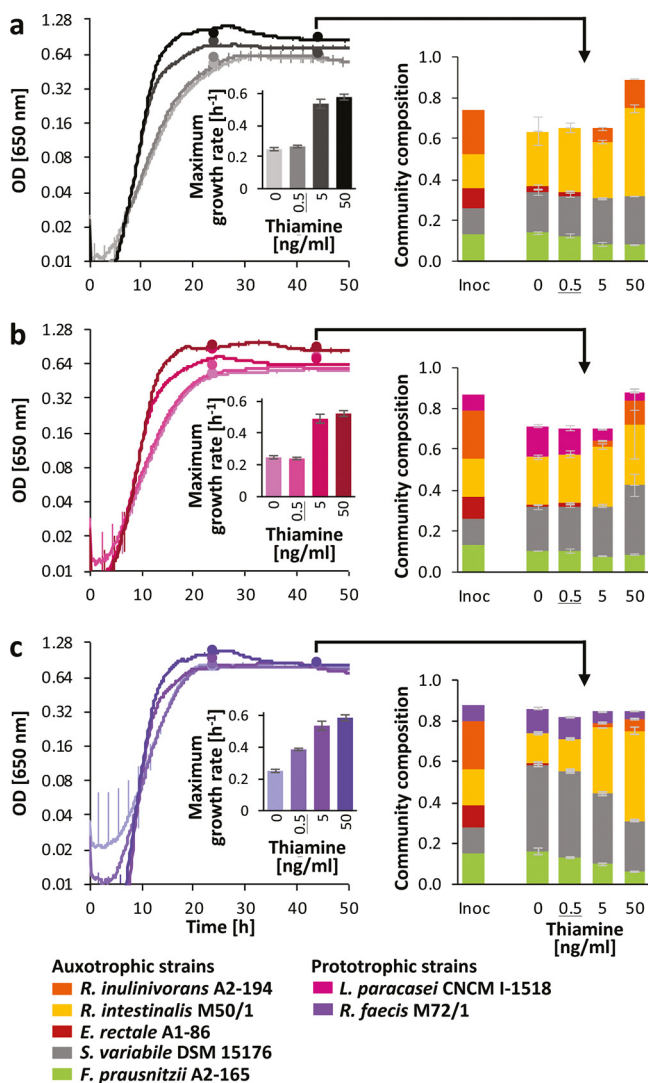 a
OD [650 nm]
1.28
0.64
0.32
0.16
0.08
0.04
0.02
0.01
0 10 20 30 40 50
Maximum
growth rate [h-1]
0.6
0.4
0.2
0
0 0.5 5 50
Thiamine
[ng/ml]
Community composition
1.0
0.8
0.6
0.4
0.2
0.0
Inoc 0 0.5 5 50
b
OD [650 nm]
1.28
0.64
0.32
0.16
0.08
0.04
0.02
0.01
0 10 20 30 40 50
Maximum
growth rate [h-1]
0.6
0.4
0.2
0
0 0.5 5 50
Thiamine
[ng/ml]
Community composition
1.0
0.8
0.6
0.4
0.2
0.0
Inoc 0 0.5 5 50
c
OD [650 nm]
1.28
0.64
0.32
0.16
0.08
0.04
0.02
0.01
0 10 20 30 40 50
Time [h]
Maximum
growth rate [h-1]
0.6
0.4
0.2
0
0 0.5 5 50
Thiamine
[ng/ml]
Community composition
1.0
0.8
0.6
0.4
0.2
0.0
Inoc 0 0.5 5 50
Thiamine
[ng/ml]
Auxotrophic strains
R. inulinivorans A2-194
R. intestinalis M50/1
E. rectale A1-86
S. variabile DSM 15176
F. prausnitzii A2-165
Prototrophic strains
L. paracasei CNCM I-1518
R. faecis M72/1